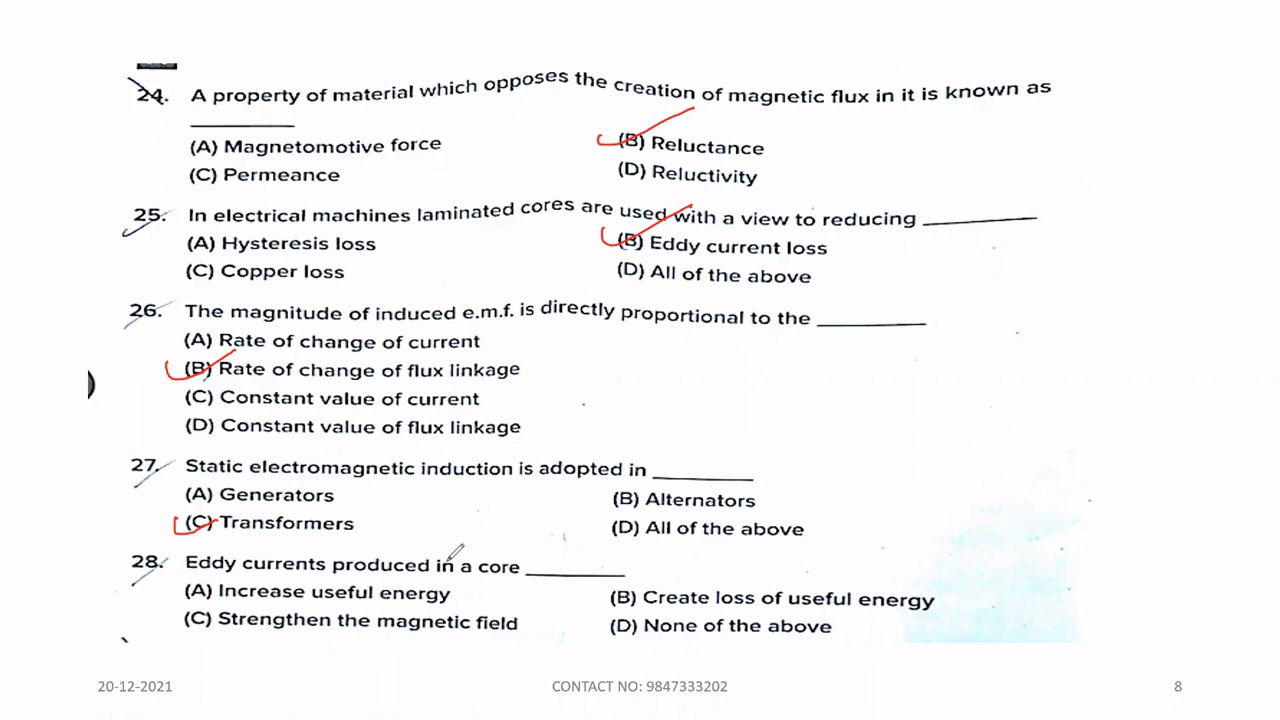 24. A property of material which opposes the creation of magnetic flux in it is known as
__________
(A) Magnetomotive force (B) Reluctance
(C) Permeance (D) Reluctivity
25. In electrical machines laminated cores are used with a view to reducing __________
(A) Hysteresis loss (B) Eddy current loss
(C) Copper loss (D) All of the above
26. The magnitude of induced e.m.f. is directly proportional to the __________
(A) Rate of change of current
(B) Rate of change of flux linkage
(C) Constant value of current
(D) Constant value of flux linkage
27. Static electromagnetic induction is adopted in __________
(A) Generators (B) Alternators
(C) Transformers (D) All of the above
28. Eddy currents produced in a core __________
(A) Increase useful energy (B) Create loss of useful energy
(C) Strengthen the magnetic field (D) None of the above
20-12-2021 CONTACT NO: 9847333202 8